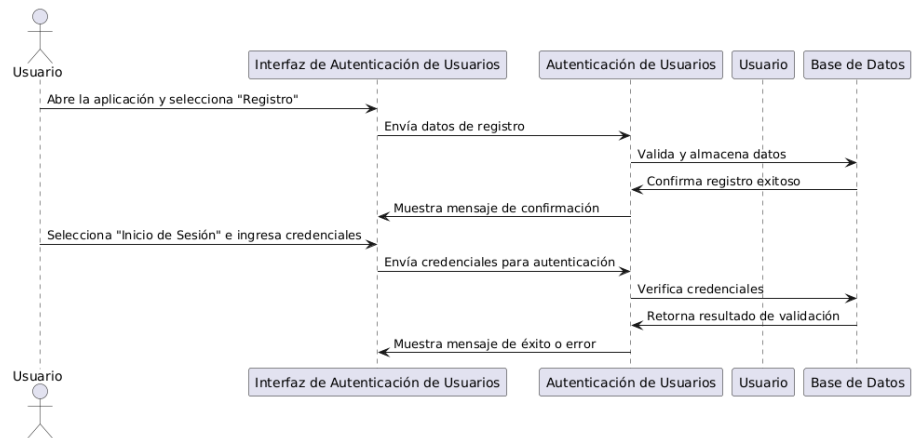 Usuario
Interfaz de Autenticación de Usuarios
Autenticación de Usuarios
Usuario
Base de Datos
Abre la aplicación y selecciona "Registro"
Envía datos de registro
Valida y almacena datos
Confirma registro exitoso
Muestra mensaje de confirmación
Selecciona "Inicio de Sesión" e ingresa credenciales
Envía credenciales para autenticación
Verifica credenciales
Retorna resultado de validación
Muestra mensaje de éxito o error
Usuario
Interfaz de Autenticación de Usuarios
Autenticación de Usuarios
Usuario
Base de Datos